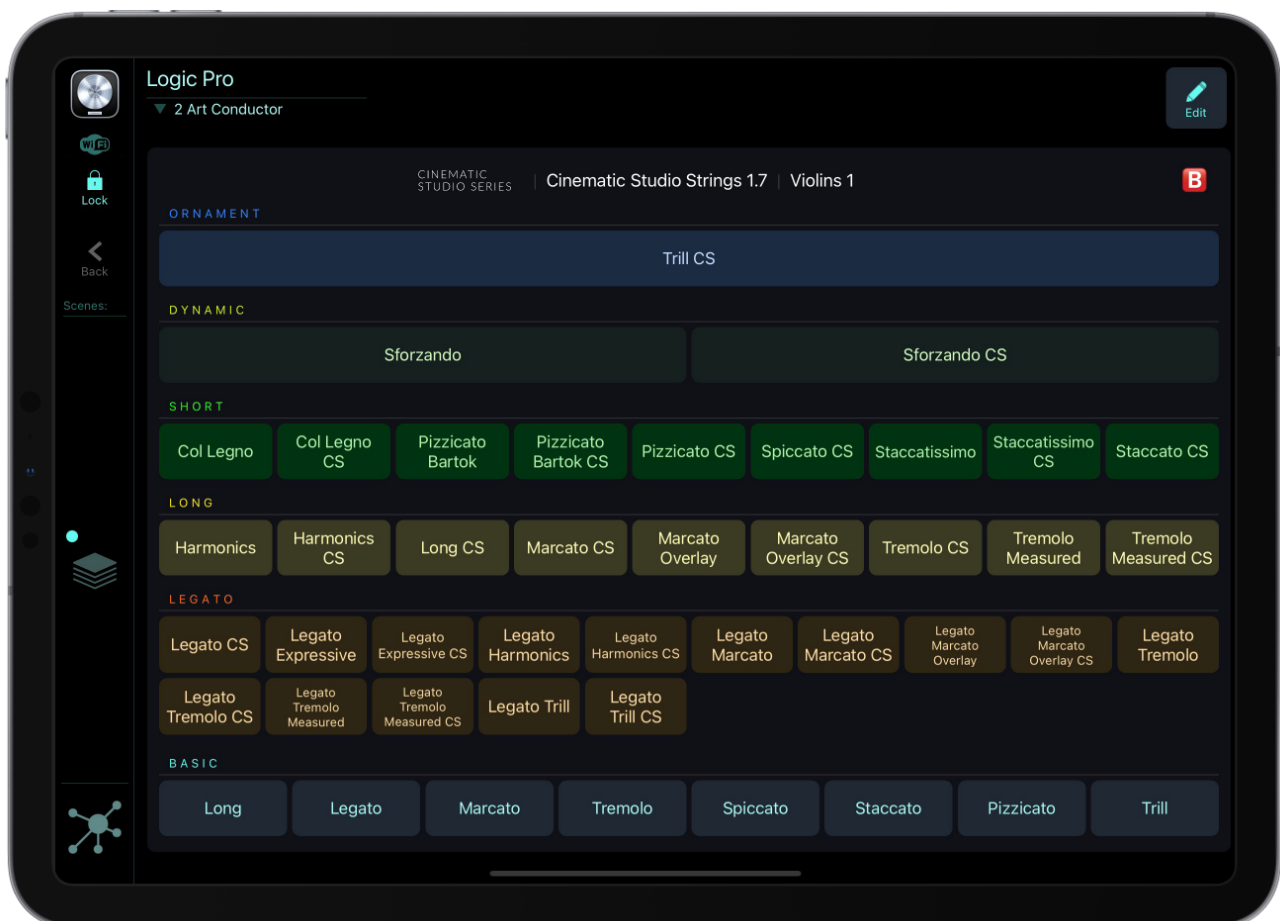 Logic Pro
2 Art Conductor
Edit
WiFi
Lock
Back
Scenes:
CINEMATIC
STUDIO SERIES
Cinematic Studio Strings 1.7
Violins 1
B
ORNAMENT
Trill CS
DYNAMIC
Sforzando
Sforzando CS
SHORT
Col Legno
Col Legno
CS
Pizzicato
Bartok
Pizzicato
Bartok CS
Pizzicato CS
Spiccato CS
Staccatissimo
Staccatissimo
CS
Staccato CS
LONG
Harmonics
Harmonics
CS
Long CS
Marcato CS
Marcato
Overlay
Marcato
Overlay CS
Tremolo CS
Tremolo
Measured
Tremolo
Measured CS
LEGATO
Legato CS
Legato
Expressive
Legato
Expressive CS
Legato
Harmonics
Legato
Harmonics CS
Legato
Marcato
Legato
Marcato CS
Legato
Marcato
Overlay
Legato
Marcato
Overlay CS
Legato
Tremolo
Legato
Tremolo CS
Legato
Tremolo
Measured
Legato
Tremolo
Measured CS
Legato Trill
Legato
Trill CS
BASIC
Long
Legato
Marcato
Tremolo
Spiccato
Staccato
Pizzicato
Trill